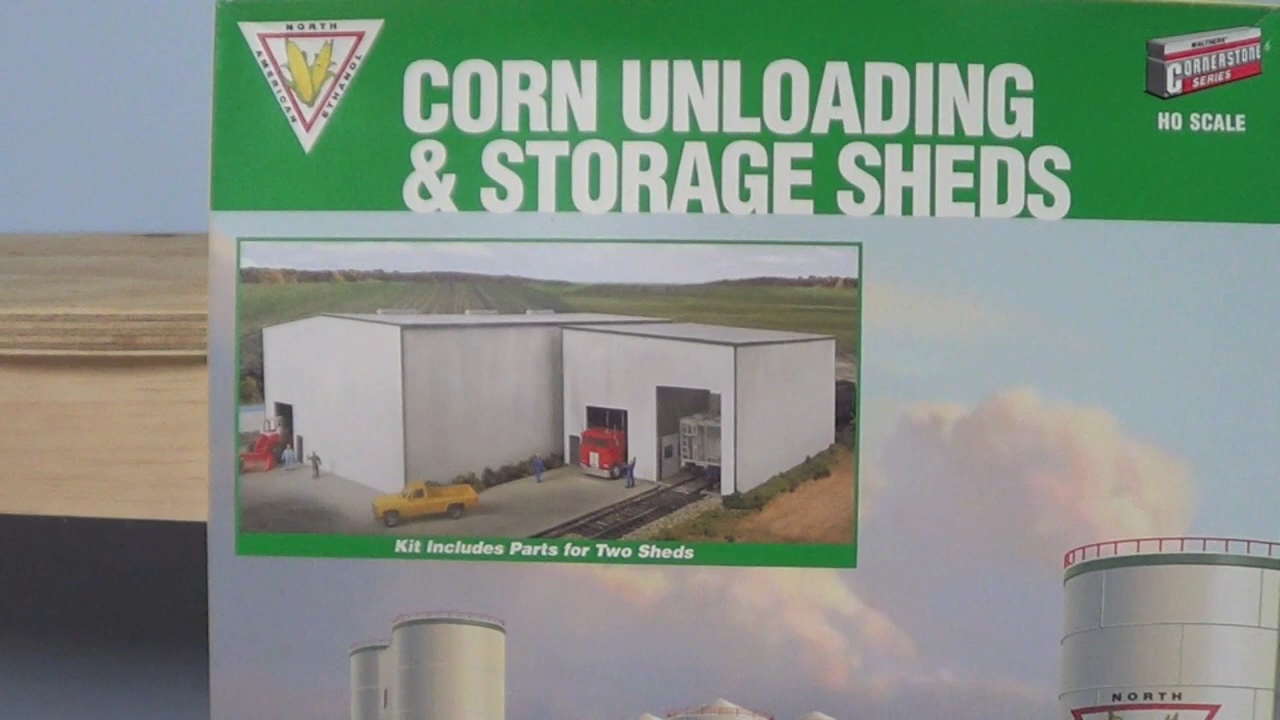 NORTH
AMERICAN
ETHANOL
CORN UNLOADING
& STORAGE SHEDS
WALTHERS
CORNERSTONE
SERIES
HO SCALE
Kit Includes Parts for Two Sheds
NORTH